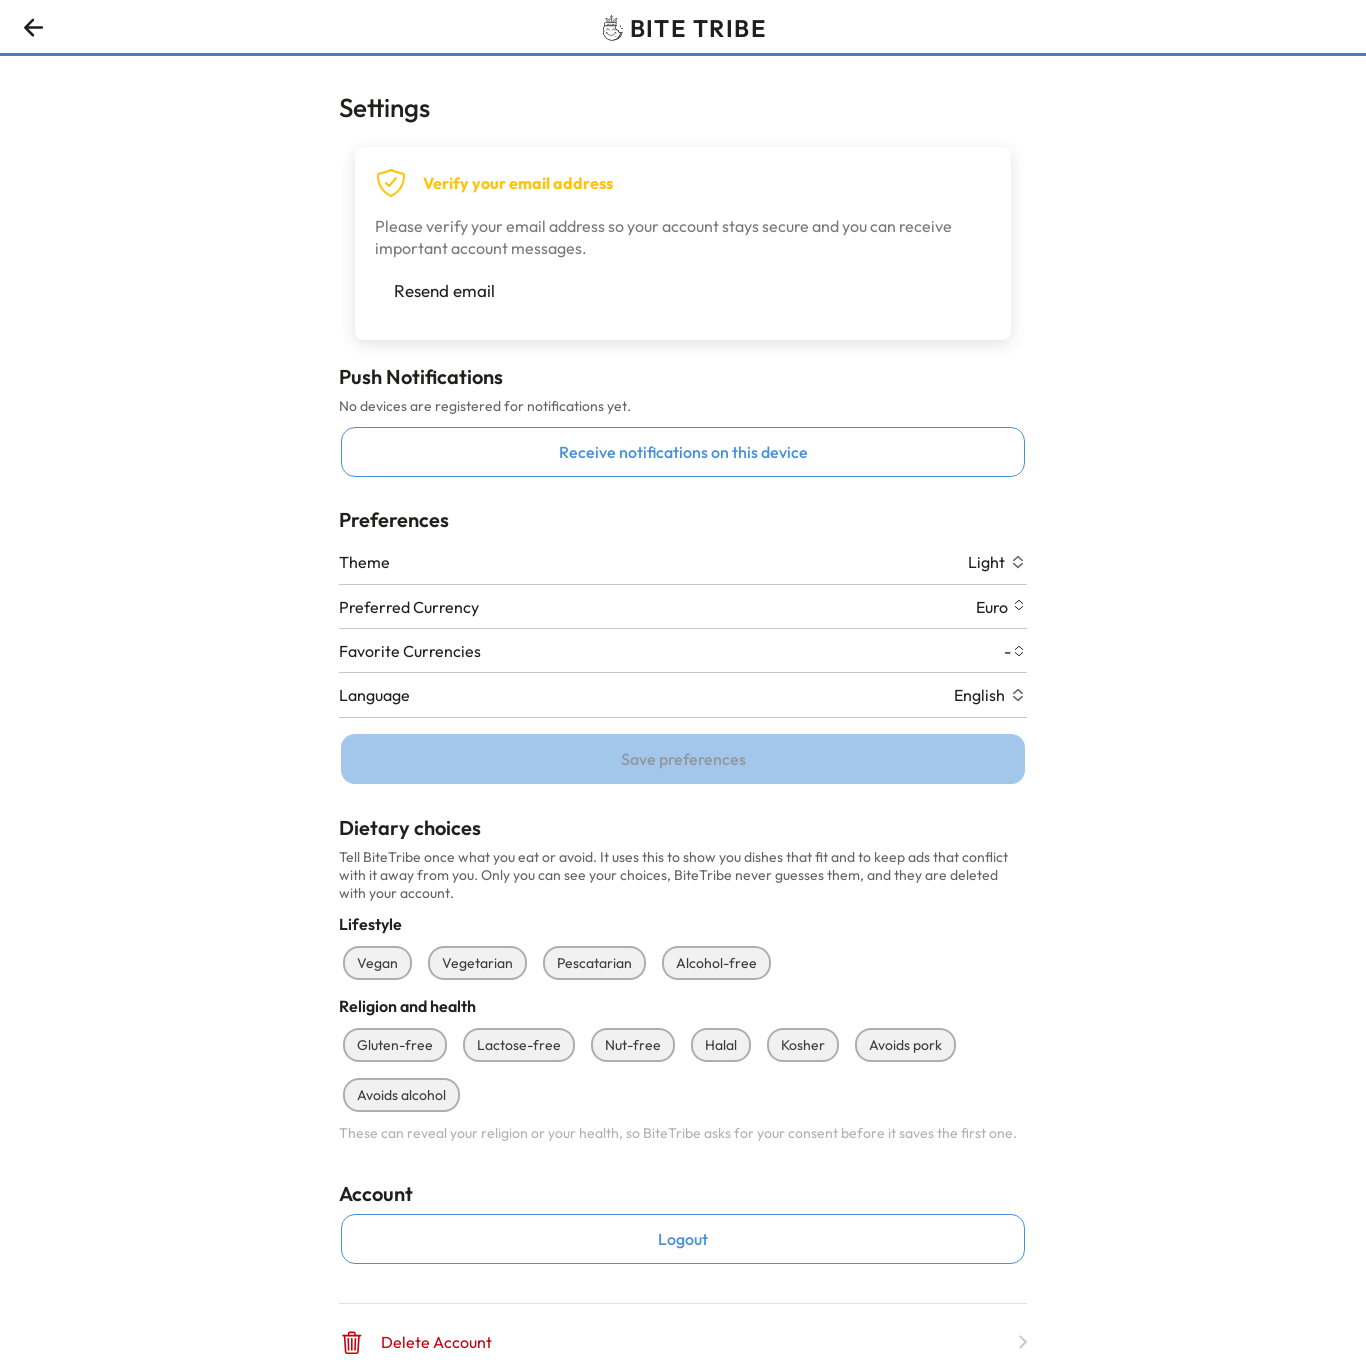 BITE TRIBE
Settings
Verify your email address
Please verify your email address so your account stays secure and you can receive
important account messages.
Resend email
Push Notifications
No devices are registered for notifications yet.
Receive notifications on this device
Preferences
Theme Light
Preferred Currency Euro
Favorite Currencies -
Language English
Save preferences
Dietary choices
Tell BiteTribe once what you eat or avoid. It uses this to show you dishes that fit and to keep ads that conflict
with it away from you. Only you can see your choices, BiteTribe never guesses them, and they are deleted
with your account.
Lifestyle
Vegan Vegetarian Pescatarian Alcohol-free
Religion and health
Gluten-free Lactose-free Nut-free Halal Kosher Avoids pork
Avoids alcohol
These can reveal your religion or your health, so BiteTribe asks for your consent before it saves the first one.
Account
Logout
Delete Account